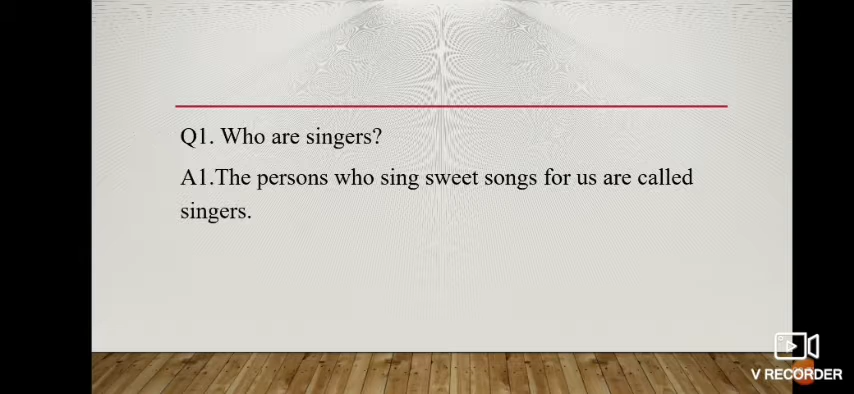 Q1. Who are singers?
A1.The persons who sing sweet songs for us are called
singers.
V RECORDER